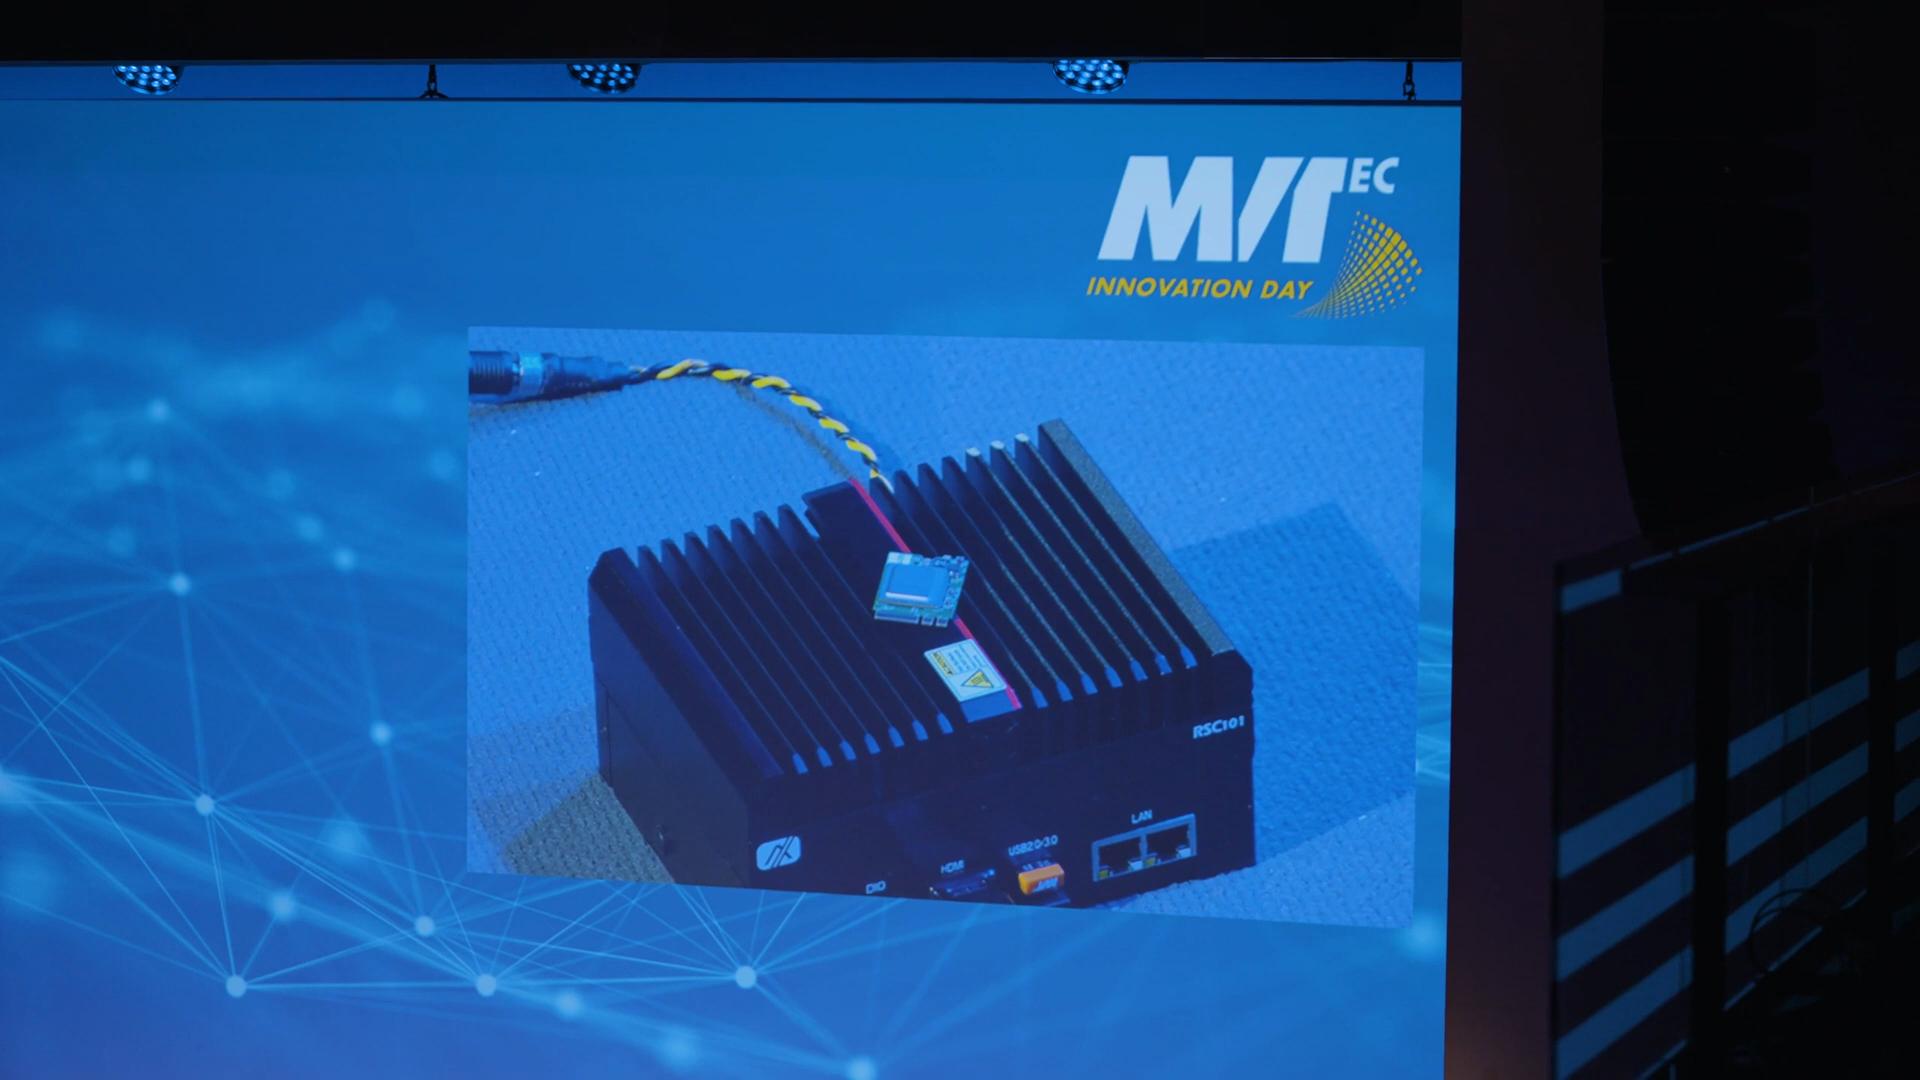 MVTEC
INNOVATION DAY
RSC101
LAN
USB2.0/3.0
HDMI
DIO